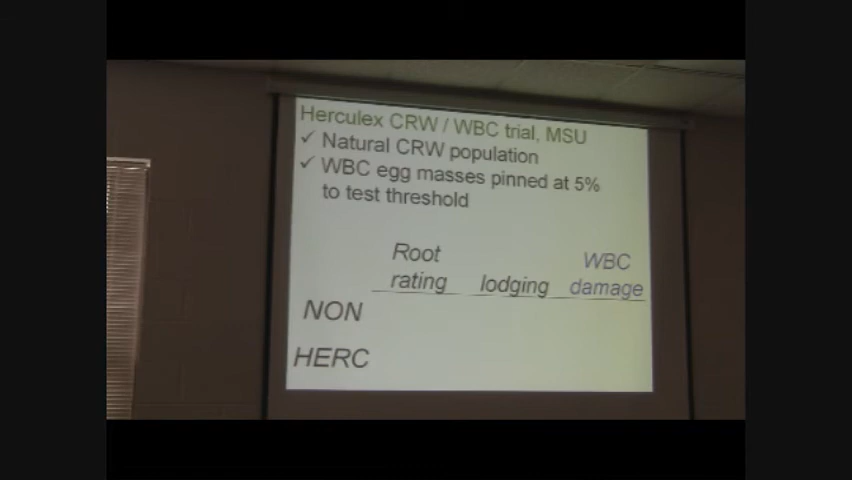 Herculex CRW / WBC trial, MSU
✓ Natural CRW population
✓ WBC egg masses pinned at 5%
to test threshold
Root rating lodging WBC damage
NON
HERC